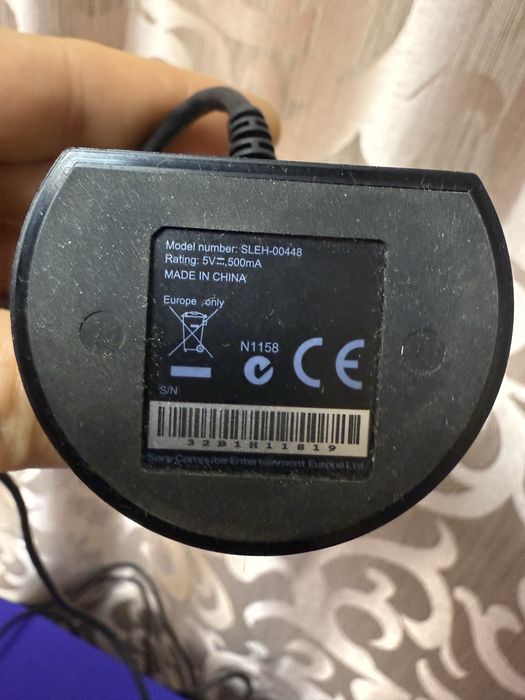 Model number: SLEH-00448
Rating: 5V⎓,500mA
MADE IN CHINA
Europe only
N1158
CE
S/N
32B1H11819
Sony Computer Entertainment Europe Ltd